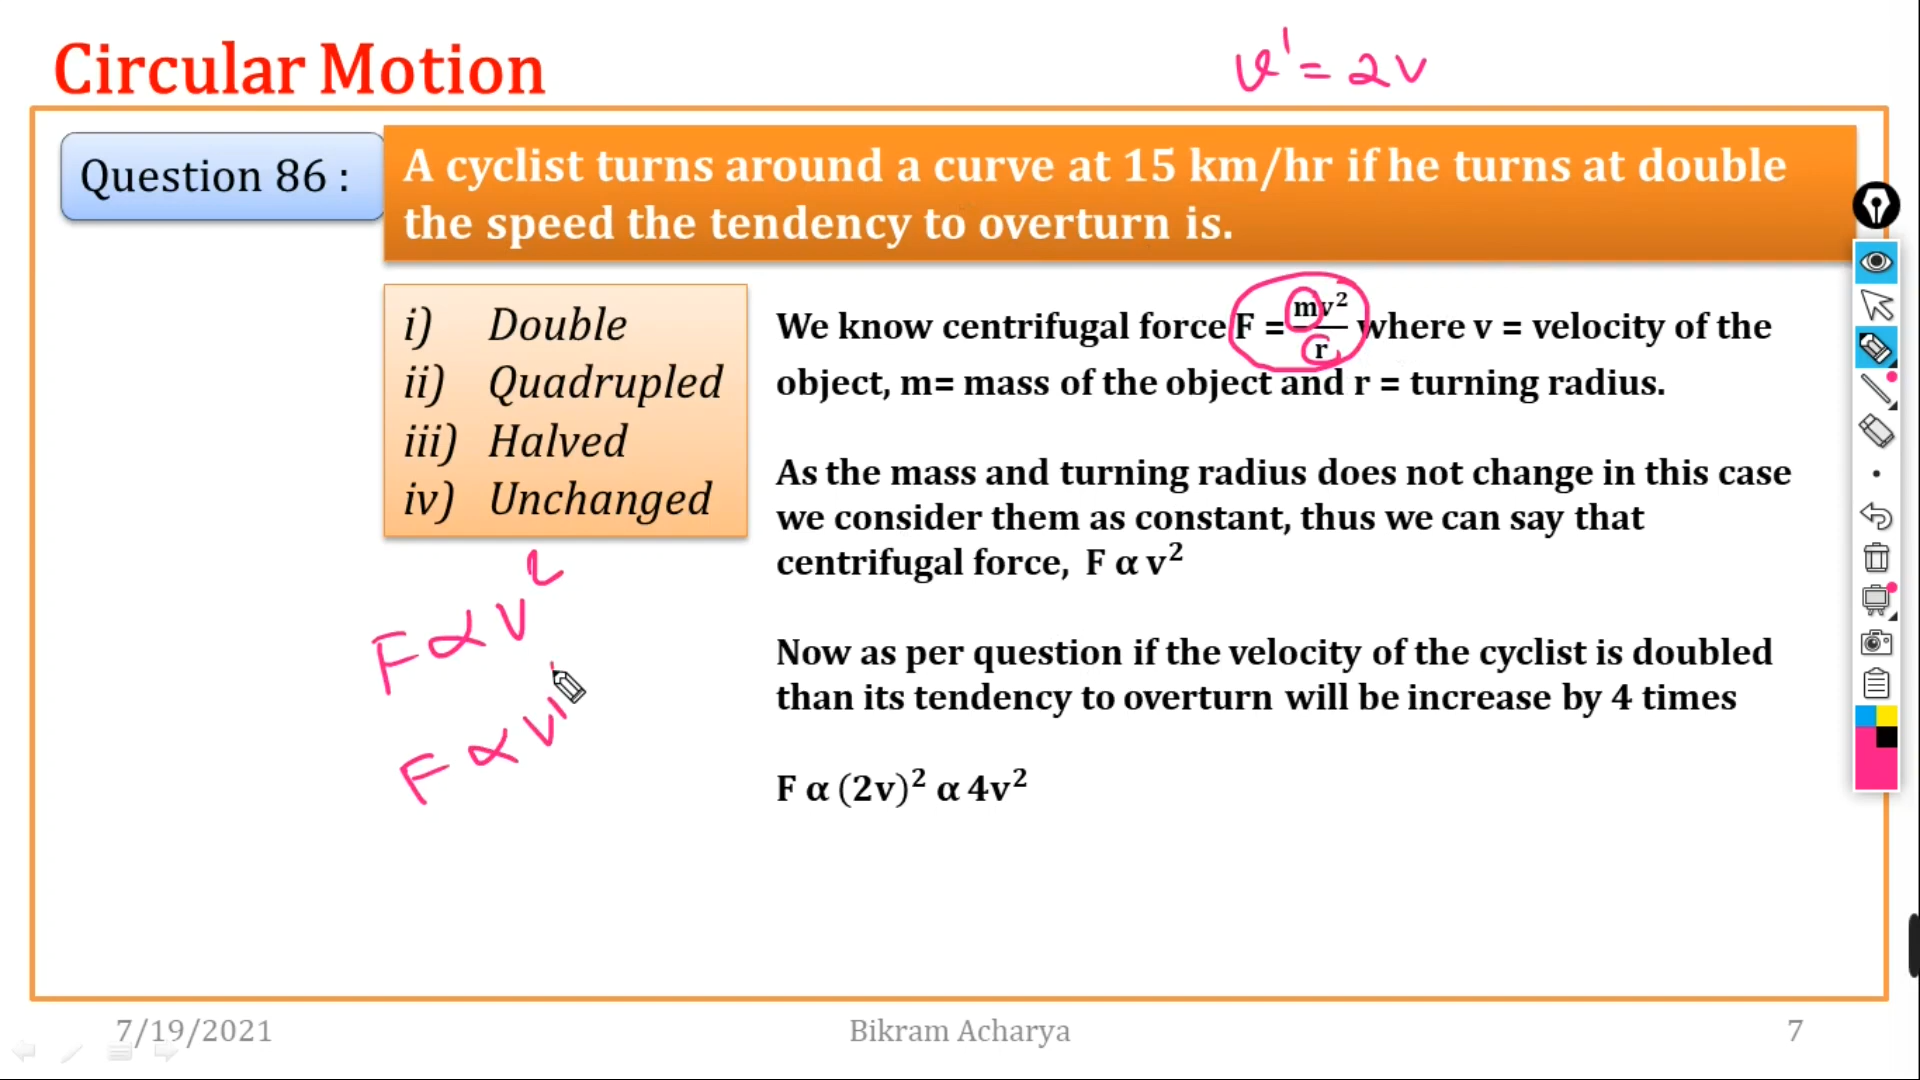 Circular Motion
v' = 2v
Question 86 :
A cyclist turns around a curve at 15 km/hr if he turns at double
the speed the tendency to overturn is.
i) Double
ii) Quadrupled
iii) Halved
iv) Unchanged
We know centrifugal force F = mv²/r where v = velocity of the
object, m= mass of the object and r = turning radius.
As the mass and turning radius does not change in this case
we consider them as constant, thus we can say that
centrifugal force, F α v²
Now as per question if the velocity of the cyclist is doubled
than its tendency to overturn will be increase by 4 times
F α (2v)² α 4v²
F α v²
F α v'
7/19/2021
Bikram Acharya
7